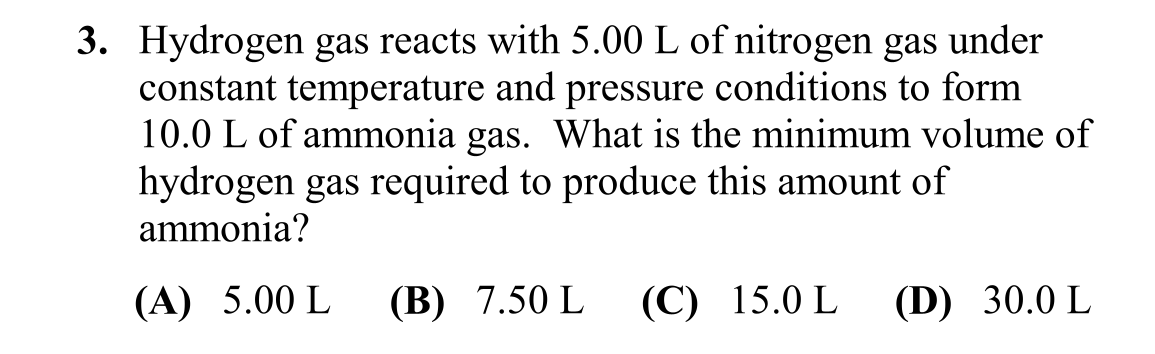 3. Hydrogen gas reacts with 5.00 L of nitrogen gas under
constant temperature and pressure conditions to form
10.0 L of ammonia gas. What is the minimum volume of
hydrogen gas required to produce this amount of
ammonia?
(A) 5.00 L (B) 7.50 L (C) 15.0 L (D) 30.0 L